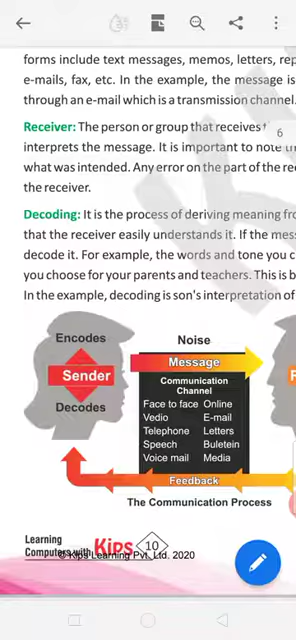 forms include text messages, memos, letters, rep
e-mails, fax, etc. In the example, the message is
through an e-mail which is a transmission channel.
Receiver: The person or group that receives t
6
interprets the message. It is important to note th
what was intended. Any error on the part of the re
the receiver.
Decoding: It is the process of deriving meaning fro
that the receiver easily understands it. If the mes
decode it. For example, the words and tone you c
you choose for your parents and teachers. This is b
In the example, decoding is son's interpretation of
Encodes
Noise
Message
Sender
Communication
Channel
Face to face Online
Vedio E-mail
Decodes
Telephone Letters
Speech Buletein
Voice mail Media
Feedback
The Communication Process
Learning
Computers with Kips
10
© Kips Learning Pvt. Ltd. 2020